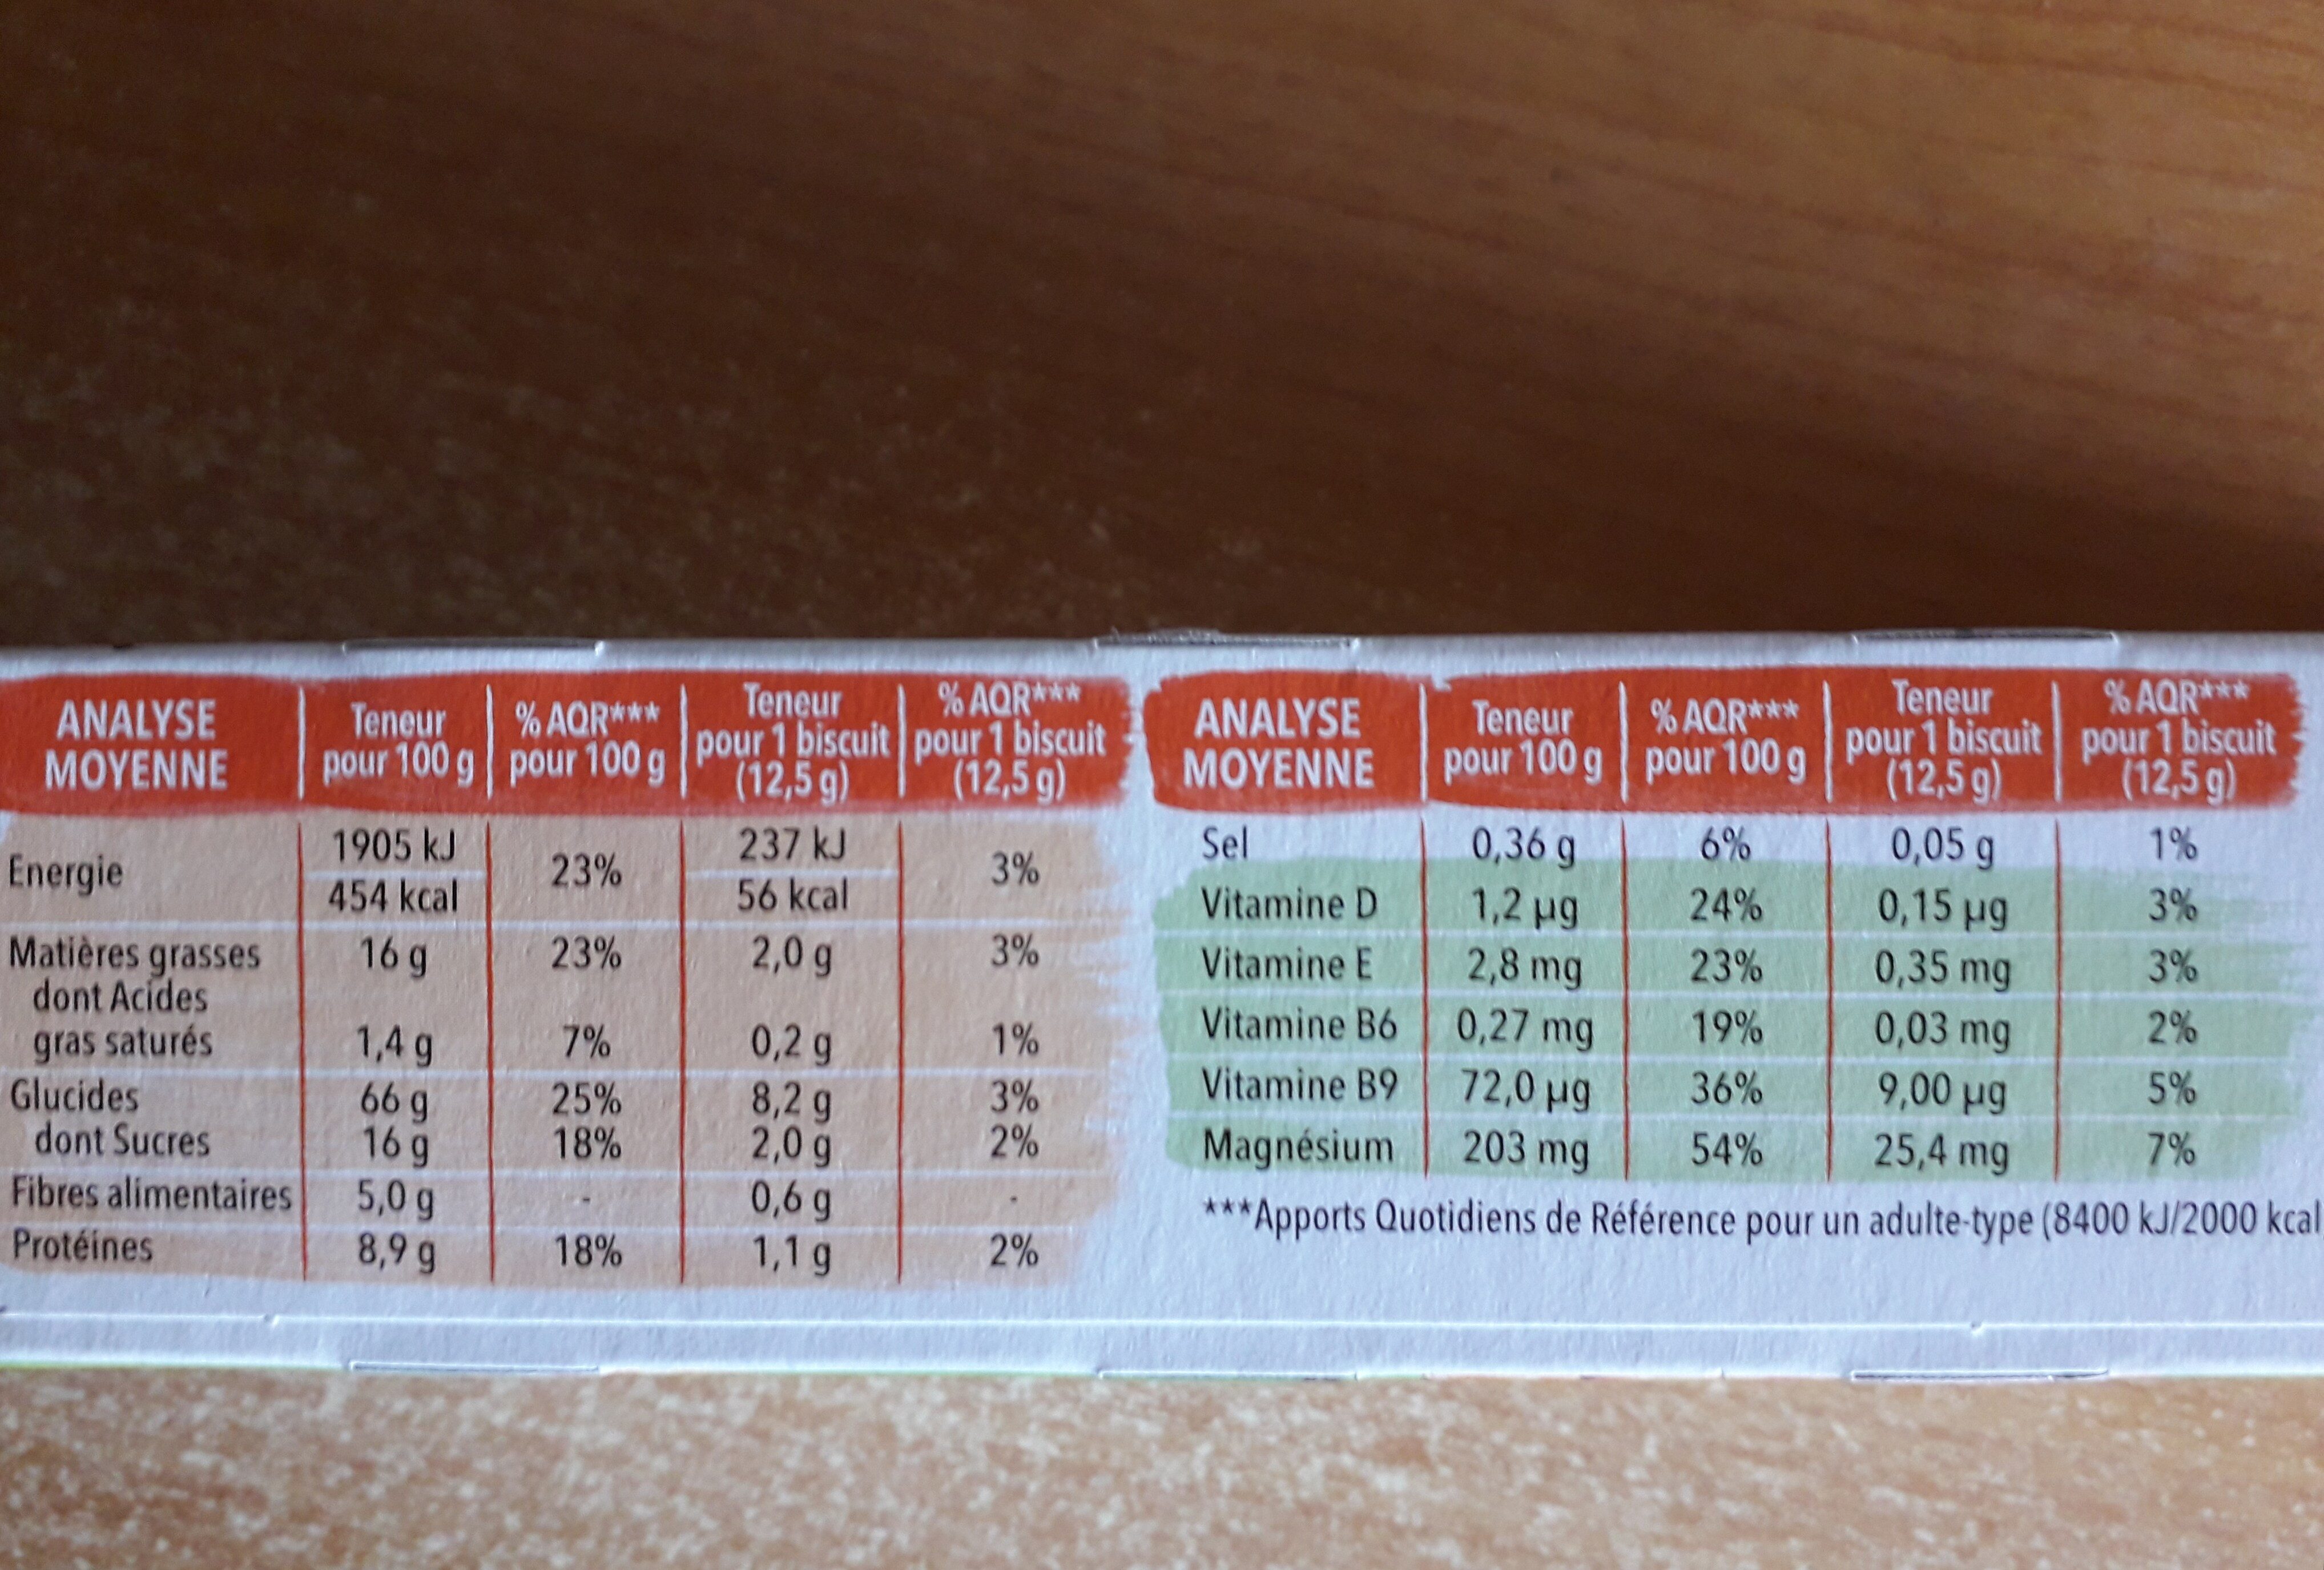 ANALYSE MOYENNE | Teneur pour 100 g | % AQR*** pour 100 g | Teneur pour 1 biscuit (12,5 g) | % AQR*** pour 1 biscuit (12,5 g)
Energie | 1905 kJ 454 kcal | 23% | 237 kJ 56 kcal | 3%
Matières grasses | 16 g | 23% | 2,0 g | 3%
dont Acides gras saturés | 1,4 g | 7% | 0,2 g | 1%
Glucides | 66 g | 25% | 8,2 g | 3%
dont Sucres | 16 g | 18% | 2,0 g | 2%
Fibres alimentaires | 5,0 g | - | 0,6 g | -
Protéines | 8,9 g | 18% | 1,1 g | 2%
ANALYSE MOYENNE | Teneur pour 100 g | % AQR*** pour 100 g | Teneur pour 1 biscuit (12,5 g) | % AQR*** pour 1 biscuit (12,5 g)
Sel | 0,36 g | 6% | 0,05 g | 1%
Vitamine D | 1,2 µg | 24% | 0,15 µg | 3%
Vitamine E | 2,8 mg | 23% | 0,35 mg | 3%
Vitamine B6 | 0,27 mg | 19% | 0,03 mg | 2%
Vitamine B9 | 72,0 µg | 36% | 9,00 µg | 5%
Magnésium | 203 mg | 54% | 25,4 mg | 7%
***Apports Quotidiens de Référence pour un adulte-type (8400 kJ/2000 kcal